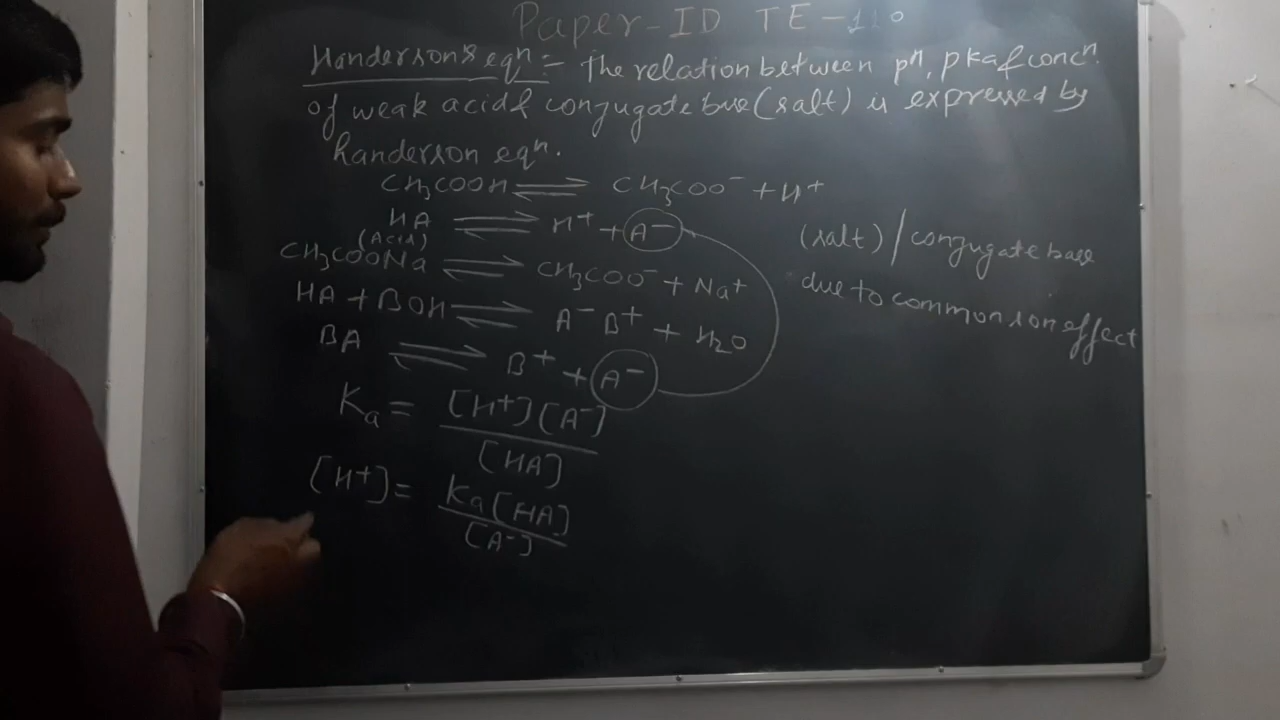 Paper-ID TE-110
Handerson's eqⁿ:- The relation between pᴴ, pka & concⁿ.
of weak acid & conjugate base (salt) is expressed by
handerson eqⁿ.
CH₃COOH ⇌ CH₃COO⁻ + H⁺
HA ⇌ H⁺ + A⁻
(Acid)
(salt)/conjugate base
due to common ion effect
CH₃COONa ⇌ CH₃COO⁻ + Na⁺
HA + BOH ⇌ A⁻ B⁺ + H₂O
BA ⇌ B⁺ + A⁻
Ka = [H⁺][A⁻] / [HA]
[H⁺] = Ka[HA] / [A⁻]